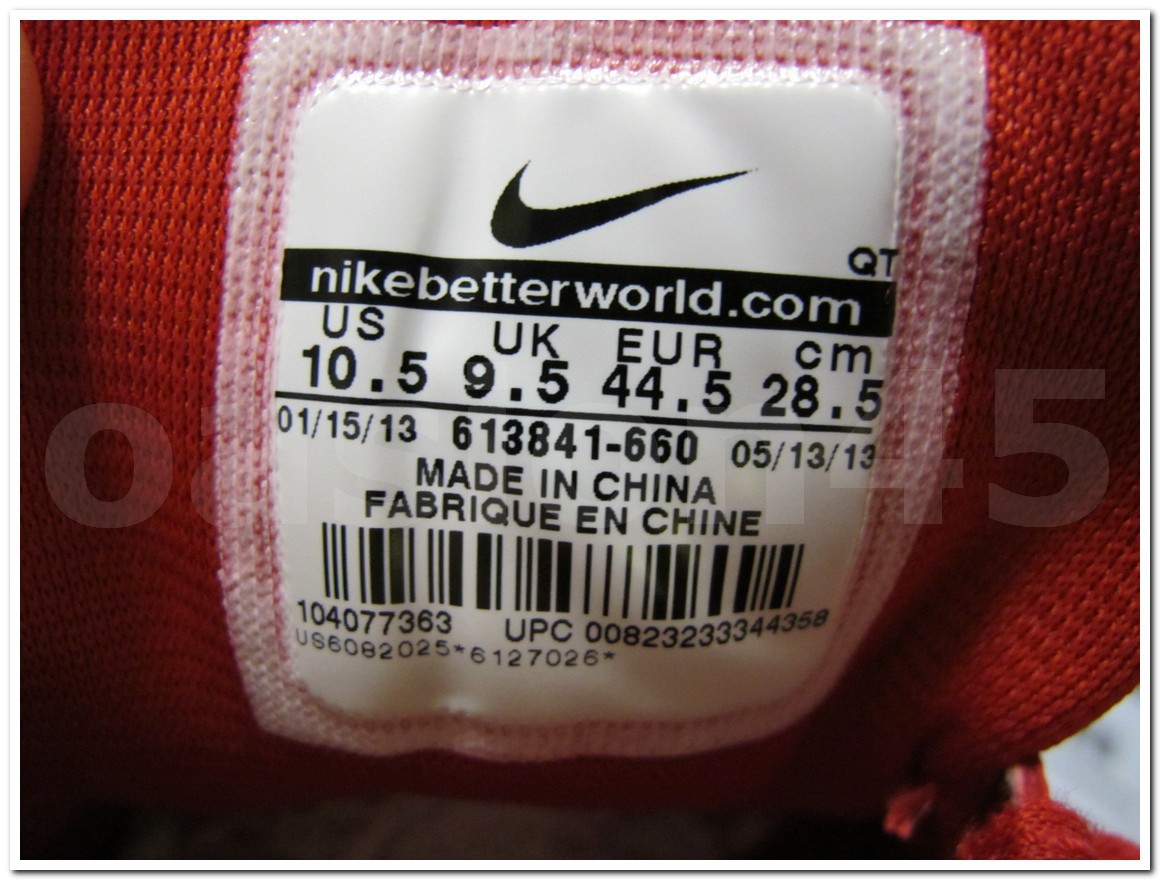 QT
nikebetterworld.com
US UK EUR cm
10.5 9.5 44.5 28.5
01/15/13 613841-660 05/13/13
MADE IN CHINA
FABRIQUE EN CHINE
104077363 UPC 00823233344358
US6082025*6127026*